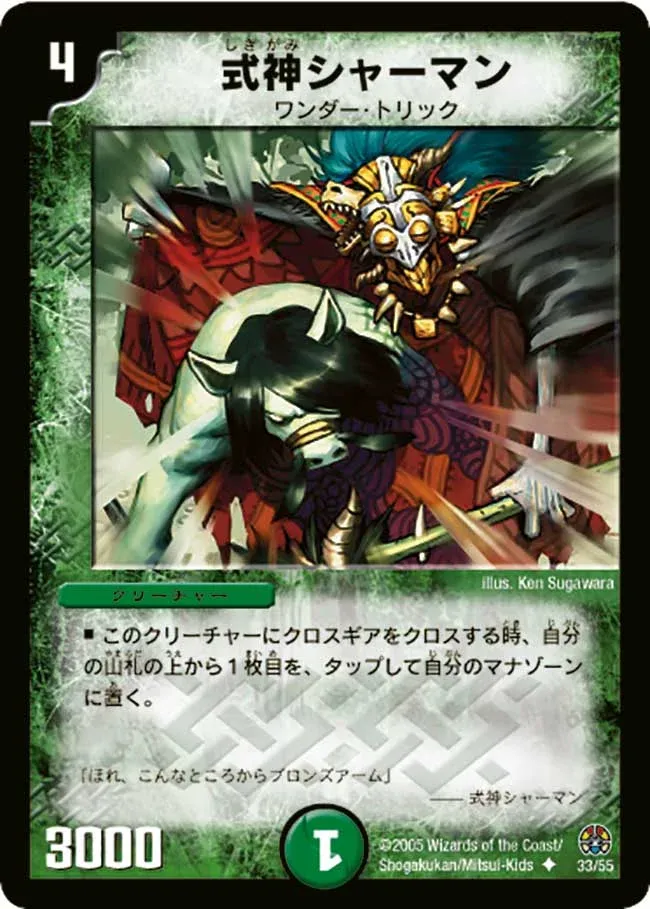 4
しきがみ
式神シャーマン
ワンダー・トリック
illus. Ken Sugawara
クリーチャー
■ このクリーチャーにクロスギアをクロスする時、自分
の山札の上から1枚目を、タップして自分のマナゾーン
に置く。
「ほれ、こんなところからブロンズアーム」
—— 式神シャーマン
3000
1
©2005 Wizards of the Coast/
Shogakukan/Mitsui-Kids
33/55